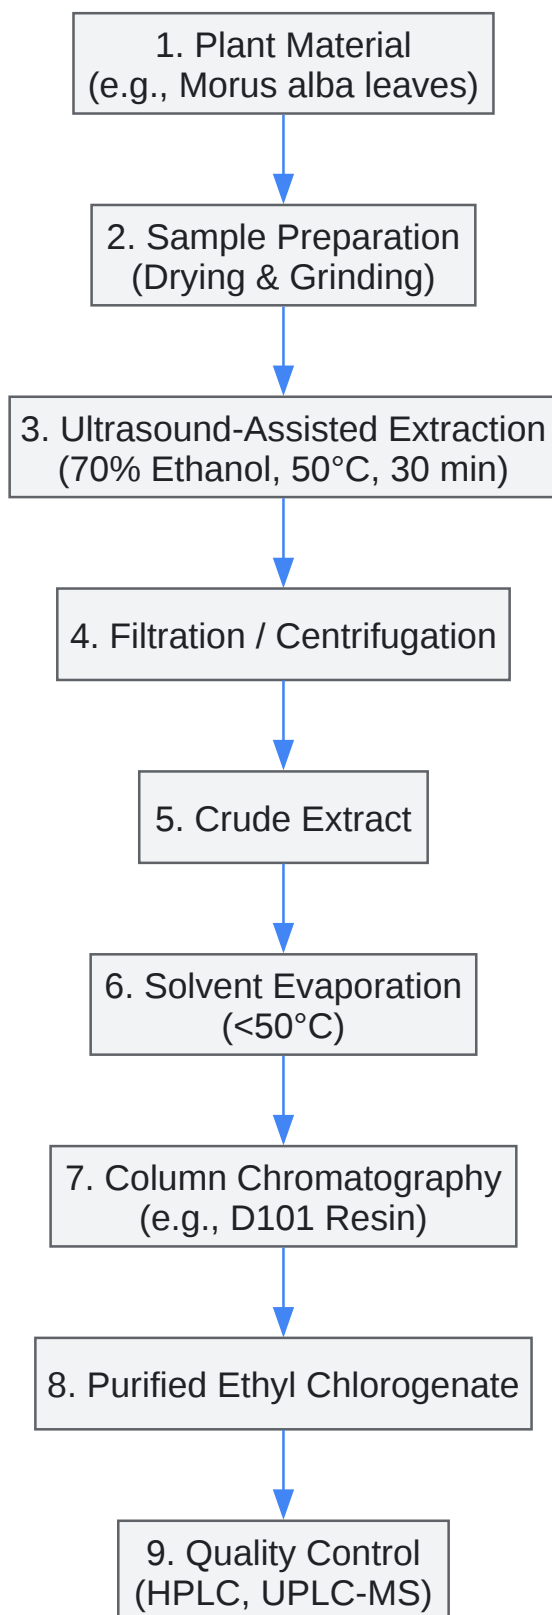 1. Plant Material
(e.g., Morus alba leaves)
2. Sample Preparation
(Drying & Grinding)
3. Ultrasound-Assisted Extraction
(70% Ethanol, 50°C, 30 min)
4. Filtration / Centrifugation
5. Crude Extract
6. Solvent Evaporation
(<50°C)
7. Column Chromatography
(e.g., D101 Resin)
8. Purified Ethyl Chlorogenate
9. Quality Control
(HPLC, UPLC-MS)